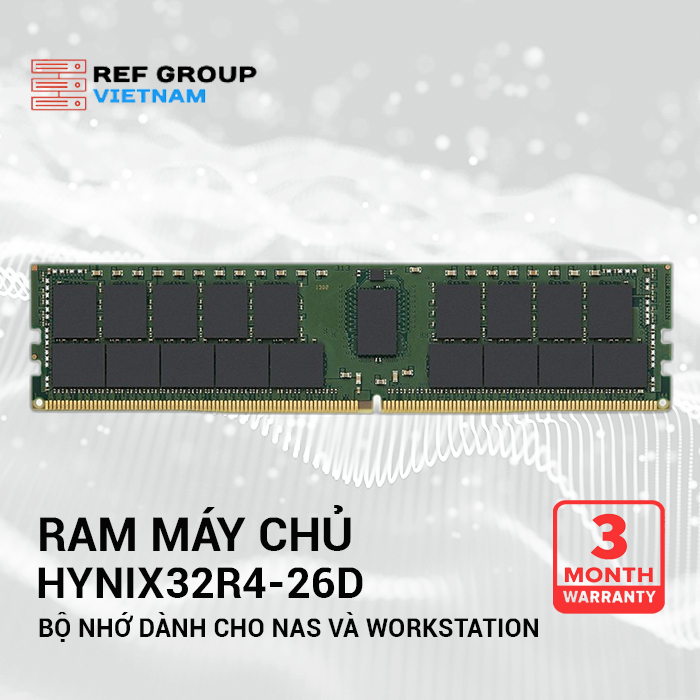 REF GROUP
VIETNAM
RAM MÁY CHỦ
HYNIX32R4-26D
BỘ NHỚ DÀNH CHO NAS VÀ WORKSTATION
3
MONTH
WARRANTY